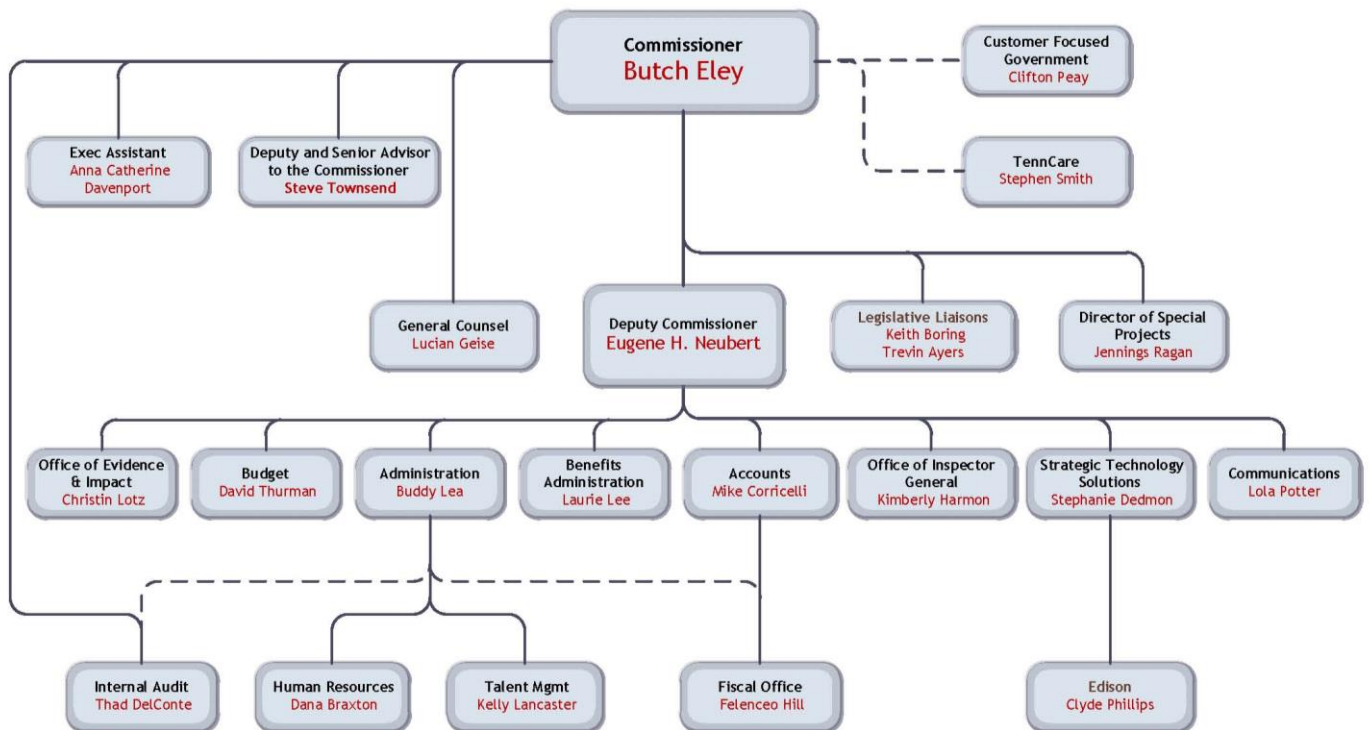 Commissioner
Butch Eley
Customer Focused
Government
Clifton Peay
Exec Assistant
Anna Catherine
Davenport
Deputy and Senior Advisor
to the Commissioner
Steve Townsend
TennCare
Stephen Smith
General Counsel
Lucian Geise
Deputy Commissioner
Eugene H. Neubert
Legislative Liaisons
Keith Boring
Trevin Ayers
Director of Special
Projects
Jennings Ragan
Office of Evidence
& Impact
Christin Lotz
Budget
David Thurman
Administration
Buddy Lea
Benefits
Administration
Laurie Lee
Accounts
Mike Corricelli
Office of Inspector
General
Kimberly Harmon
Strategic Technology
Solutions
Stephanie Dedmon
Communications
Lola Potter
Internal Audit
Thad DelConte
Human Resources
Dana Braxton
Talent Mgmt
Kelly Lancaster
Fiscal Office
Felenceo Hill
Edison
Clyde Phillips